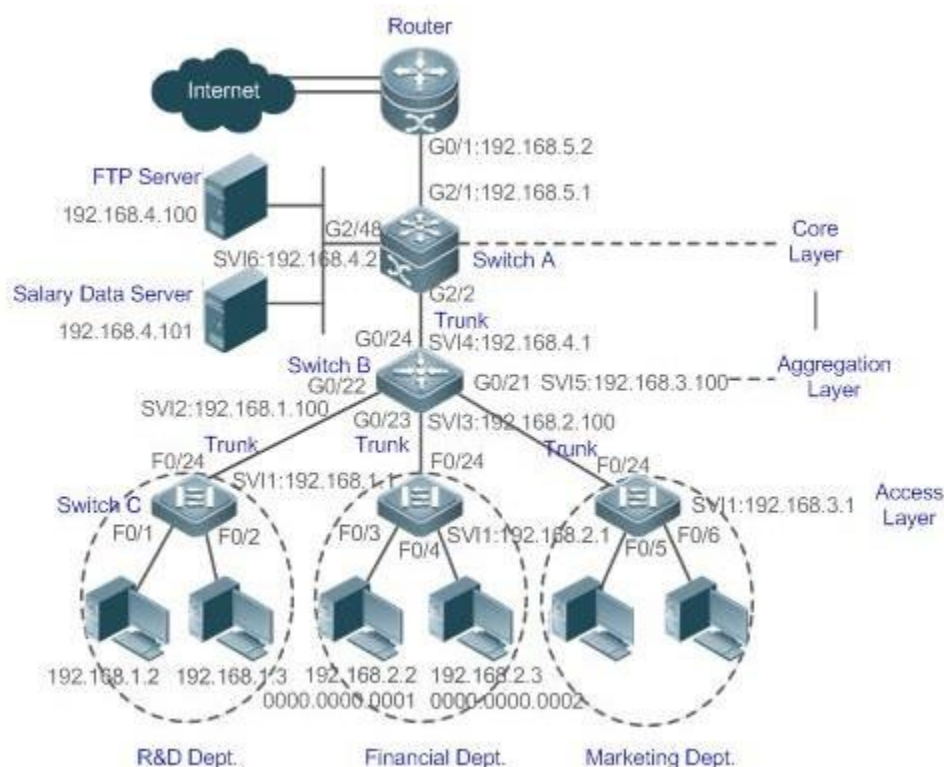 Router
Internet
G0/1:192.168.5.2
FTP Server
G2/1:192.168.5.1
192.168.4.100
G2/48
SVI6:192.168.4.2
Switch A
Core
Layer
Salary Data Server
G2/2
192.168.4.101
Trunk
G0/24
SVI4:192.168.4.1
Switch B
G0/22
G0/21
SVI5:192.168.3.100
Aggregation
Layer
SVI2:192.168.1.100
G0/23
SVI3:192.168.2.100
Trunk
Trunk
Trunk
F0/24
F0/24
F0/24
SVI1:192.168.1.1
Switch C
SVI1:192.168.3.1
Access
Layer
F0/1
F0/2
F0/3
F0/4
SVI1:192.168.2.1
F0/5
F0/6
192.168.1.2
192.168.1.3
192.168.2.2
0000.0000.0001
192.168.2.3
0000.0000.0002
R&D Dept.
Financial Dept.
Marketing Dept.